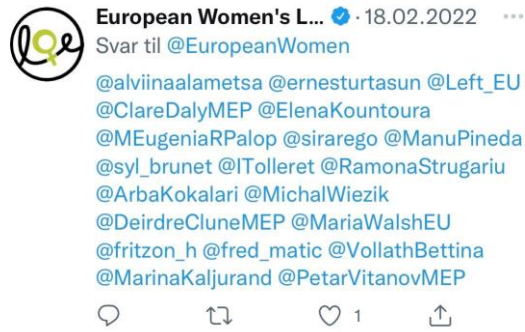 European Women's L... · 18.02.2022 ...
Svar til @EuropeanWomen
@alviinaalametsa @ernesturtasun @Left_EU
@ClareDalyMEP @ElenaKountoura
@MEugeniaRPalop @sirarego @ManuPineda
@syl_brunet @ITolleret @RamonaStrugariu
@ArbaKokalari @MichalWiezik
@DeirdreCluneMEP @MariaWalshEU
@fritzon_h @fred_matic @VollathBettina
@MarinaKaljurand @PetarVitanovMEP
1